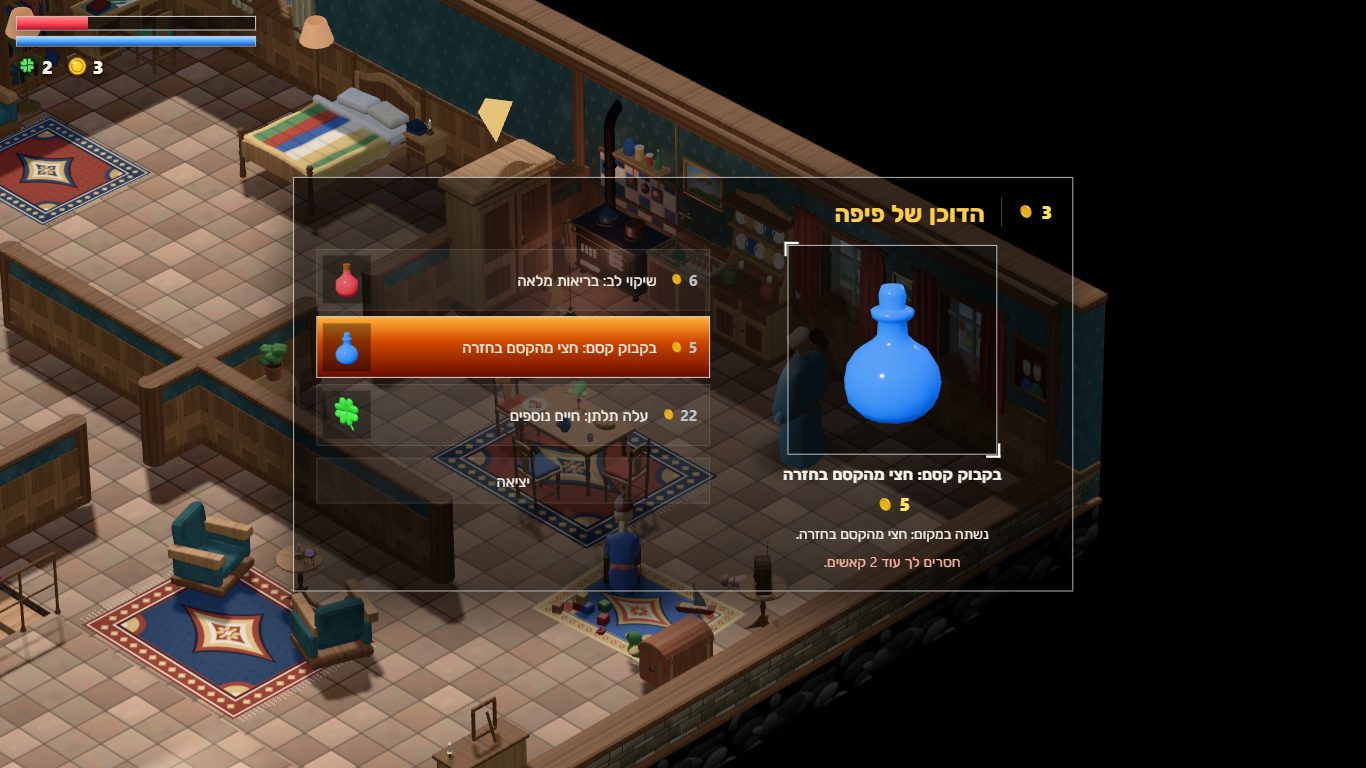 2 3
הדוכן של פיפה 3
שיקוי לב: בריאות מלאה 6
בקבוק קסם: חצי מהקסם בחזרה 5
עלה תלתן: חיים נוספים 22
יציאה
בקבוק קסם: חצי מהקסם בחזרה
5
נשתה במקום: חצי מהקסם בחזרה.
חסרים לך עוד 2 קאשים.